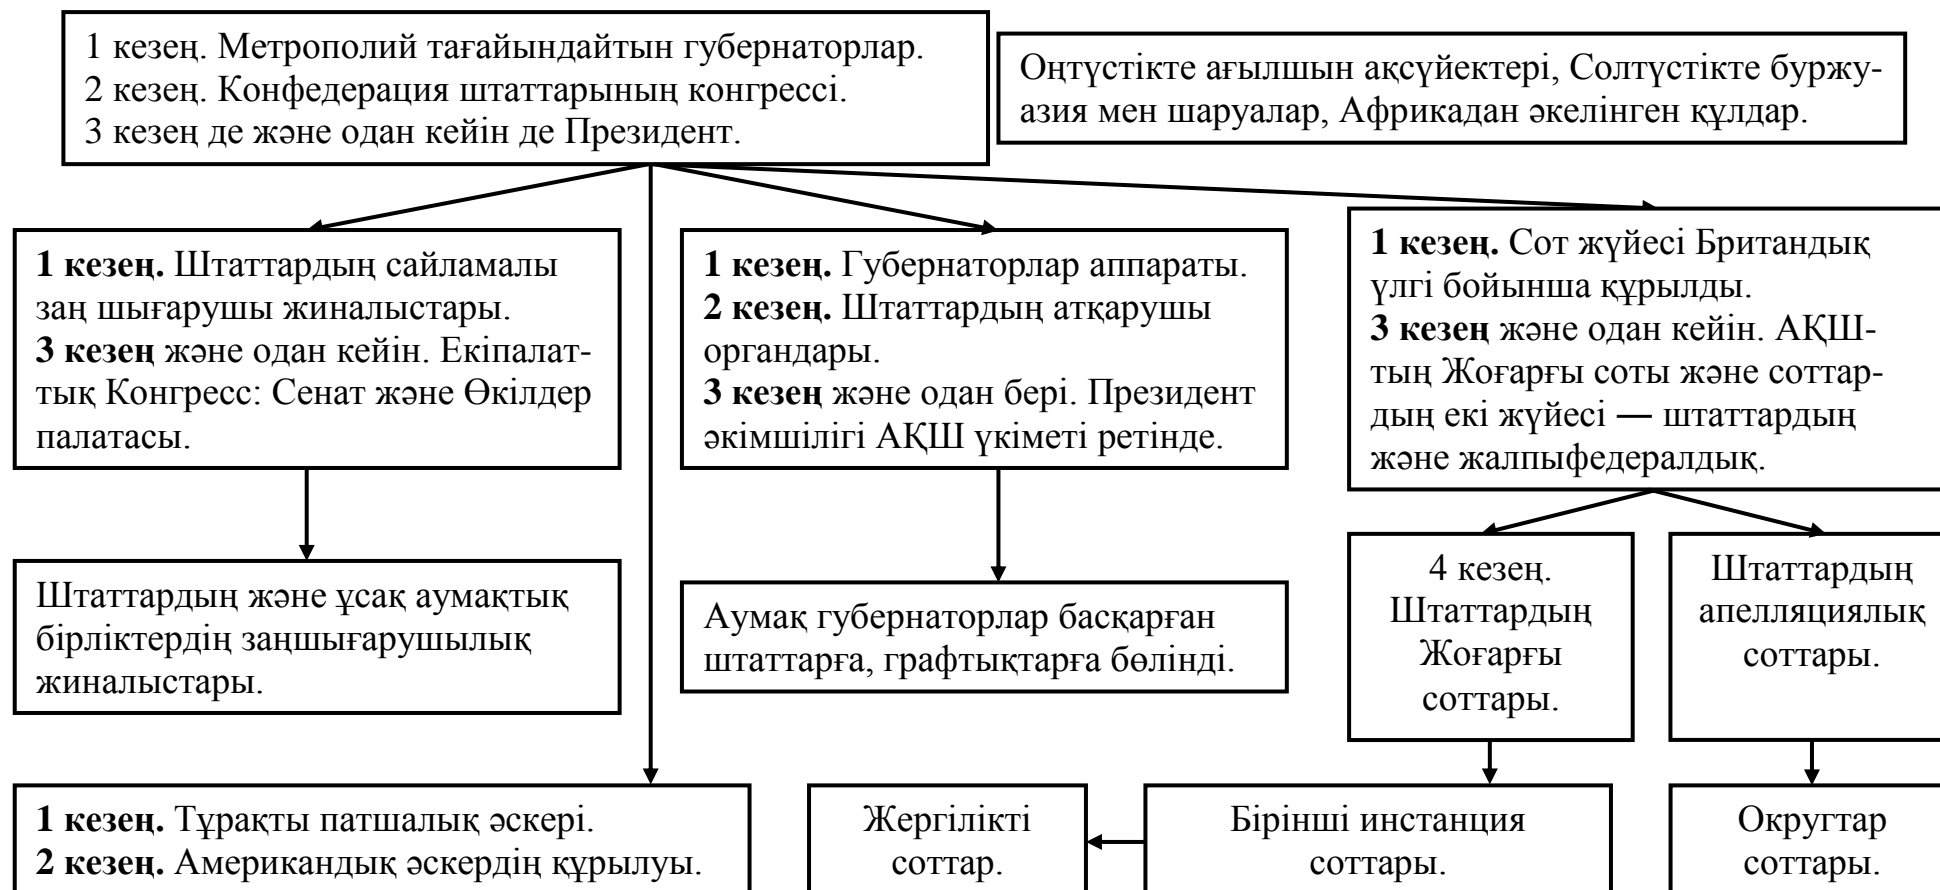 1 кезең. Метрополий тағайындайтын губернаторлар.
2 кезең. Конфедерация штаттарының конгрессі.
3 кезең де және одан кейін де Президент.
Оңтүстікте ағылшын ақсүйектері, Солтүстікте буржу-
азия мен шаруалар, Африкадан әкелінген құлдар.
1 кезең. Штаттардың сайламалы
заң шығарушы жиналыстары.
3 кезең және одан кейін. Екіпалат-
тық Конгресс: Сенат және Өкілдер
палатасы.
1 кезең. Губернаторлар аппараты.
2 кезең. Штаттардың атқарушы
органдары.
3 кезең және одан бері. Президент
әкімшілігі АҚШ үкіметі ретінде.
1 кезең. Сот жүйесі Британдық
үлгі бойынша құрылды.
3 кезең және одан кейін. АҚШ-
тың Жоғарғы соты және соттар-
дың екі жүйесі — штаттардың
және жалпыфедералдық.
Штаттардың және ұсақ аумақтық
бірліктердің заңшығарушылық
жиналыстары.
Аумақ губернаторлар басқарған
штаттарға, графтықтарға бөлінді.
4 кезең.
Штаттардың
Жоғарғы
соттары.
Штаттардың
апелляциялық
соттары.
1 кезең. Тұрақты патшалық әскері.
2 кезең. Американдық әскердің құрылуы.
Жергілікті
соттар.
Бірінші инстанция
соттары.
Округтар
соттары.